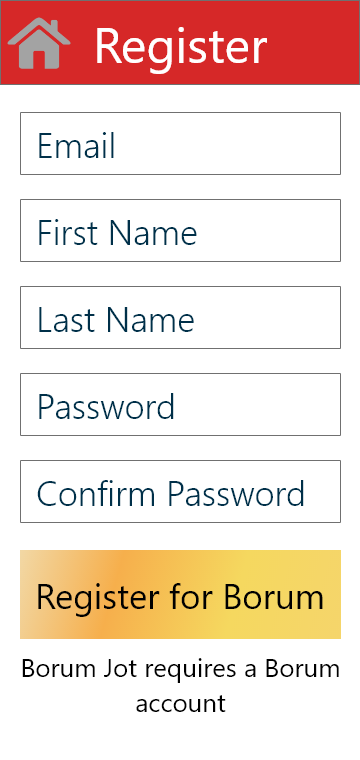 Register
Email
First Name
Last Name
Password
Confirm Password
Register for Borum
Borum Jot requires a Borum
account